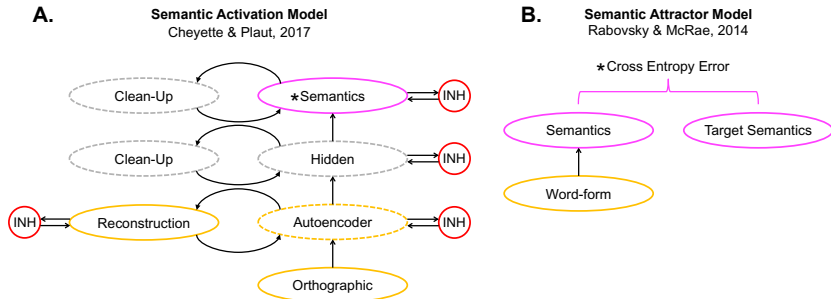 A.
Semantic Activation Model
Cheyette & Plaut, 2017
Clean-Up
*Semantics
INH
Clean-Up
Hidden
INH
INH
Reconstruction
Autoencoder
INH
Orthographic
B.
Semantic Attractor Model
Rabovsky & McRae, 2014
*Cross Entropy Error
Semantics
Target Semantics
Word-form